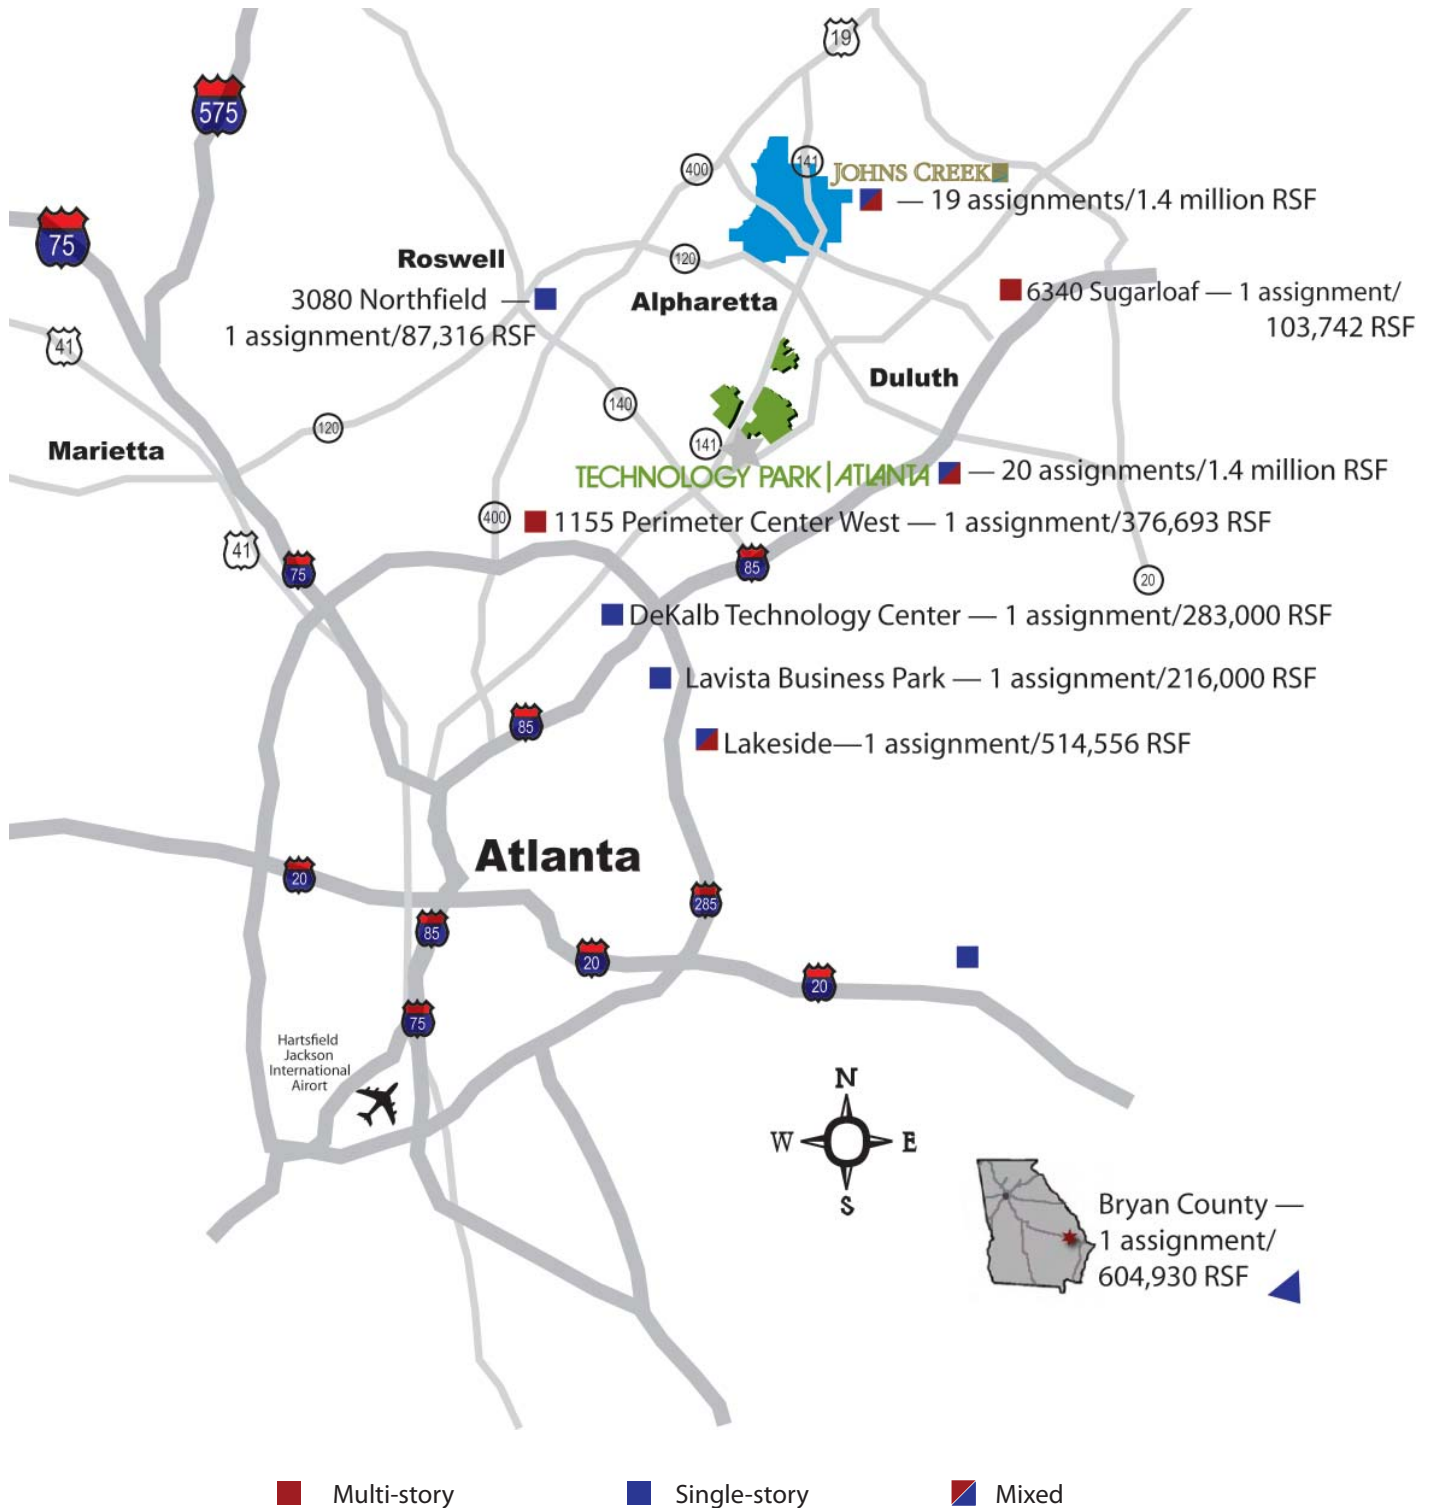 19
575
141
400
JOHNS CREEK
— 19 assignments/1.4 million RSF
75
Roswell
120
3080 Northfield —
1 assignment/87,316 RSF
Alpharetta
6340 Sugarloaf — 1 assignment/
103,742 RSF
41
Duluth
140
120
141
Marietta
TECHNOLOGY PARK|ATLANTA — 20 assignments/1.4 million RSF
400
1155 Perimeter Center West — 1 assignment/376,693 RSF
41
75
85
20
DeKalb Technology Center — 1 assignment/283,000 RSF
Lavista Business Park — 1 assignment/216,000 RSF
85
Lakeside—1 assignment/514,556 RSF
Atlanta
20
285
85
20
20
75
Hartsfield
Jackson
International
Airort
N
W E
S
Bryan County —
1 assignment/
604,930 RSF
Multi-story Single-story Mixed